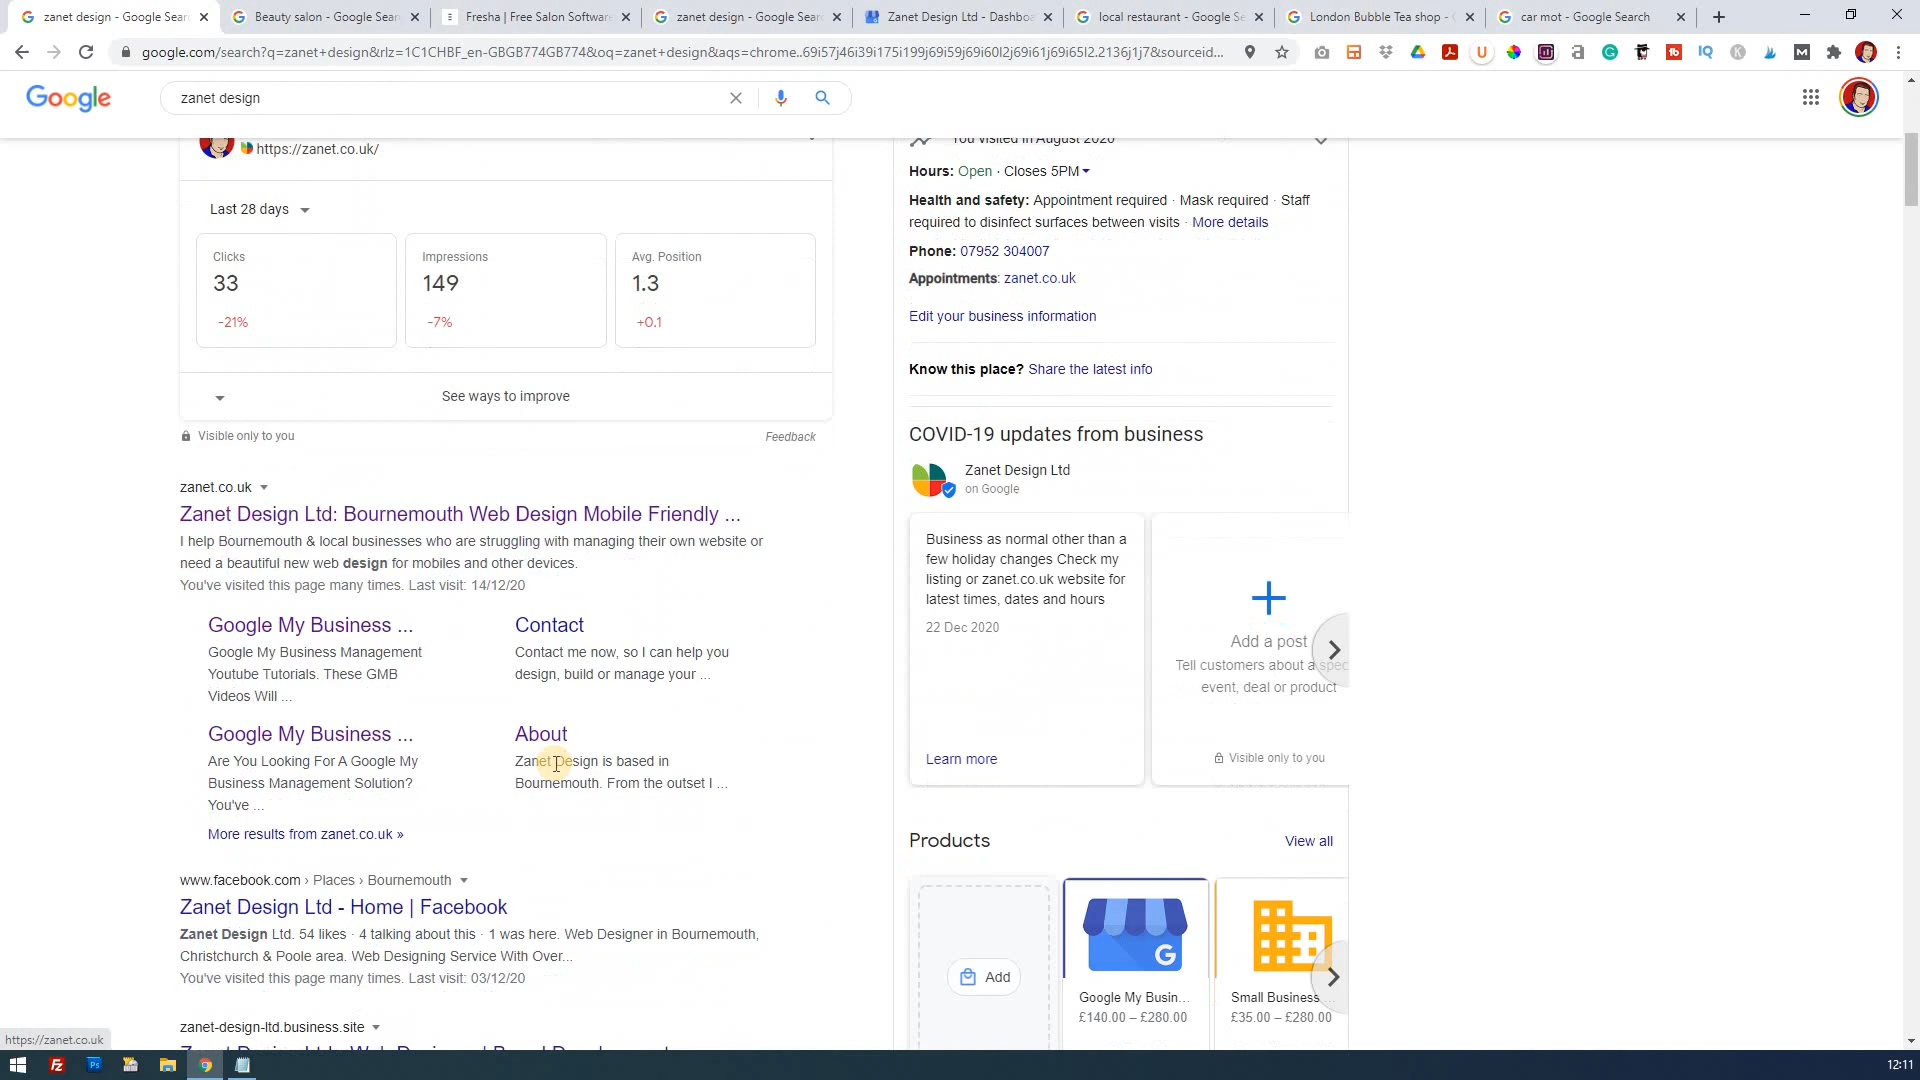 zanet design - Google Sear
Beauty salon - Google Sear
Fresha | Free Salon Software
zanet design - Google Sear
Zanet Design Ltd - Dashboa
local restaurant - Google Se
London Bubble Tea shop - G
car mot - Google Search
google.com/search?q=zanet+design&rlz=1C1CHBF_en-GBGB774GB774&oq=zanet+design&aqs=chrome..69i57j46i39i175i199j69i59j69i60l2j69i61j69i65l2.2136j1j7&sourceid...
Google
zanet design
https://zanet.co.uk/
Last 28 days
Clicks
33
-21%
Impressions
149
-7%
Avg. Position
1.3
+0.1
See ways to improve
Visible only to you
Feedback
zanet.co.uk
Zanet Design Ltd: Bournemouth Web Design Mobile Friendly ...
I help Bournemouth & local businesses who are struggling with managing their own website or
need a beautiful new web design for mobiles and other devices.
You've visited this page many times. Last visit: 14/12/20
Google My Business ...
Google My Business Management
Youtube Tutorials. These GMB
Videos Will ...
Contact
Contact me now, so I can help you
design, build or manage your ...
Google My Business ...
Are You Looking For A Google My
Business Management Solution?
You've ...
About
Zanet Design is based in
Bournemouth. From the outset I ...
More results from zanet.co.uk »
www.facebook.com › Places › Bournemouth
Zanet Design Ltd - Home | Facebook
Zanet Design Ltd. 54 likes · 4 talking about this · 1 was here. Web Designer in Bournemouth,
Christchurch & Poole area. Web Designing Service With Over...
You've visited this page many times. Last visit: 03/12/20
zanet-design-ltd.business.site
https://zanet.co.uk
You visited in August 2020
Hours: Open · Closes 5PM
Health and safety: Appointment required · Mask required · Staff
required to disinfect surfaces between visits · More details
Phone: 07952 304007
Appointments: zanet.co.uk
Edit your business information
Know this place? Share the latest info
COVID-19 updates from business
Zanet Design Ltd
on Google
Business as normal other than a
few holiday changes Check my
listing or zanet.co.uk website for
latest times, dates and hours
22 Dec 2020
Learn more
Add a post
Tell customers about a spec
event, deal or product
Visible only to you
Products
View all
Add
Google My Busin...
£140.00 – £280.00
Small Business ...
£35.00 – £280.00
12:11